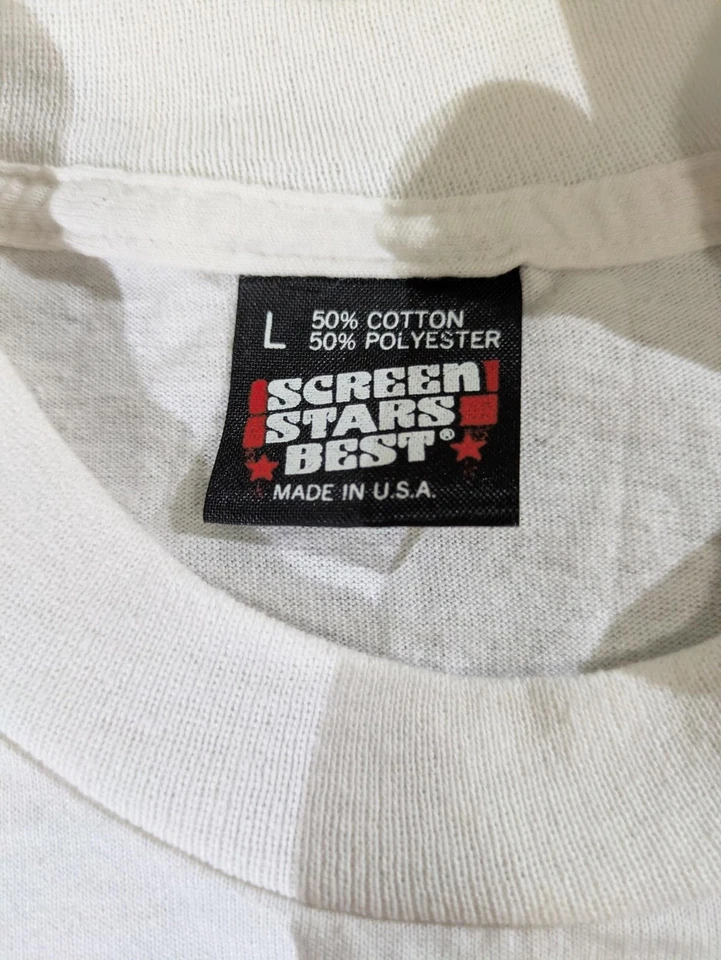 L 50% COTTON
50% POLYESTER
SCREEN
STARS
BEST®
MADE IN U.S.A.